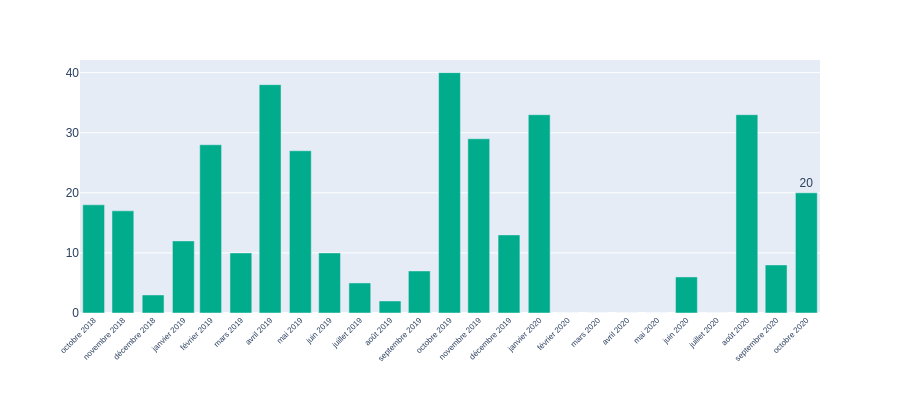 40
30
20
10
0
20
octobre 2018
novembre 2018
décembre 2018
janvier 2019
février 2019
mars 2019
avril 2019
mai 2019
juin 2019
juillet 2019
août 2019
septembre 2019
octobre 2019
novembre 2019
décembre 2019
janvier 2020
février 2020
mars 2020
avril 2020
mai 2020
juin 2020
juillet 2020
août 2020
septembre 2020
octobre 2020